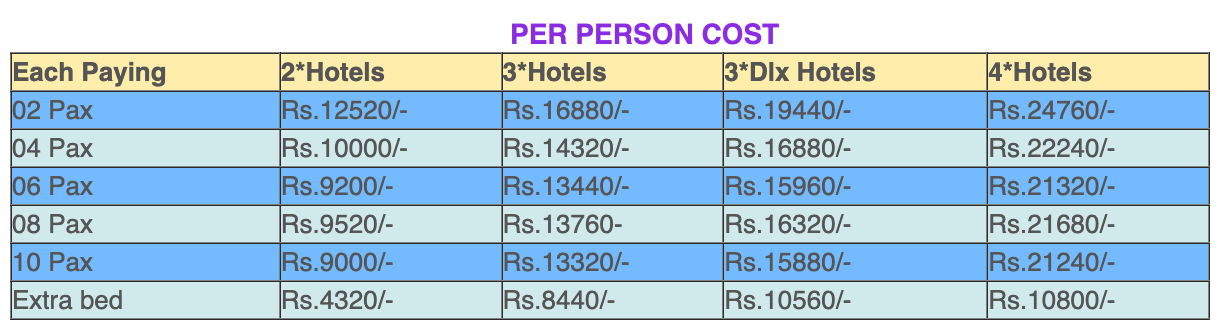 PER PERSON COST
Each Paying 2*Hotels 3*Hotels 3*Dlx Hotels 4*Hotels
02 Pax Rs.12520/- Rs.16880/- Rs.19440/- Rs.24760/-
04 Pax Rs.10000/- Rs.14320/- Rs.16880/- Rs.22240/-
06 Pax Rs.9200/- Rs.13440/- Rs.15960/- Rs.21320/-
08 Pax Rs.9520/- Rs.13760- Rs.16320/- Rs.21680/-
10 Pax Rs.9000/- Rs.13320/- Rs.15880/- Rs.21240/-
Extra bed Rs.4320/- Rs.8440/- Rs.10560/- Rs.10800/-